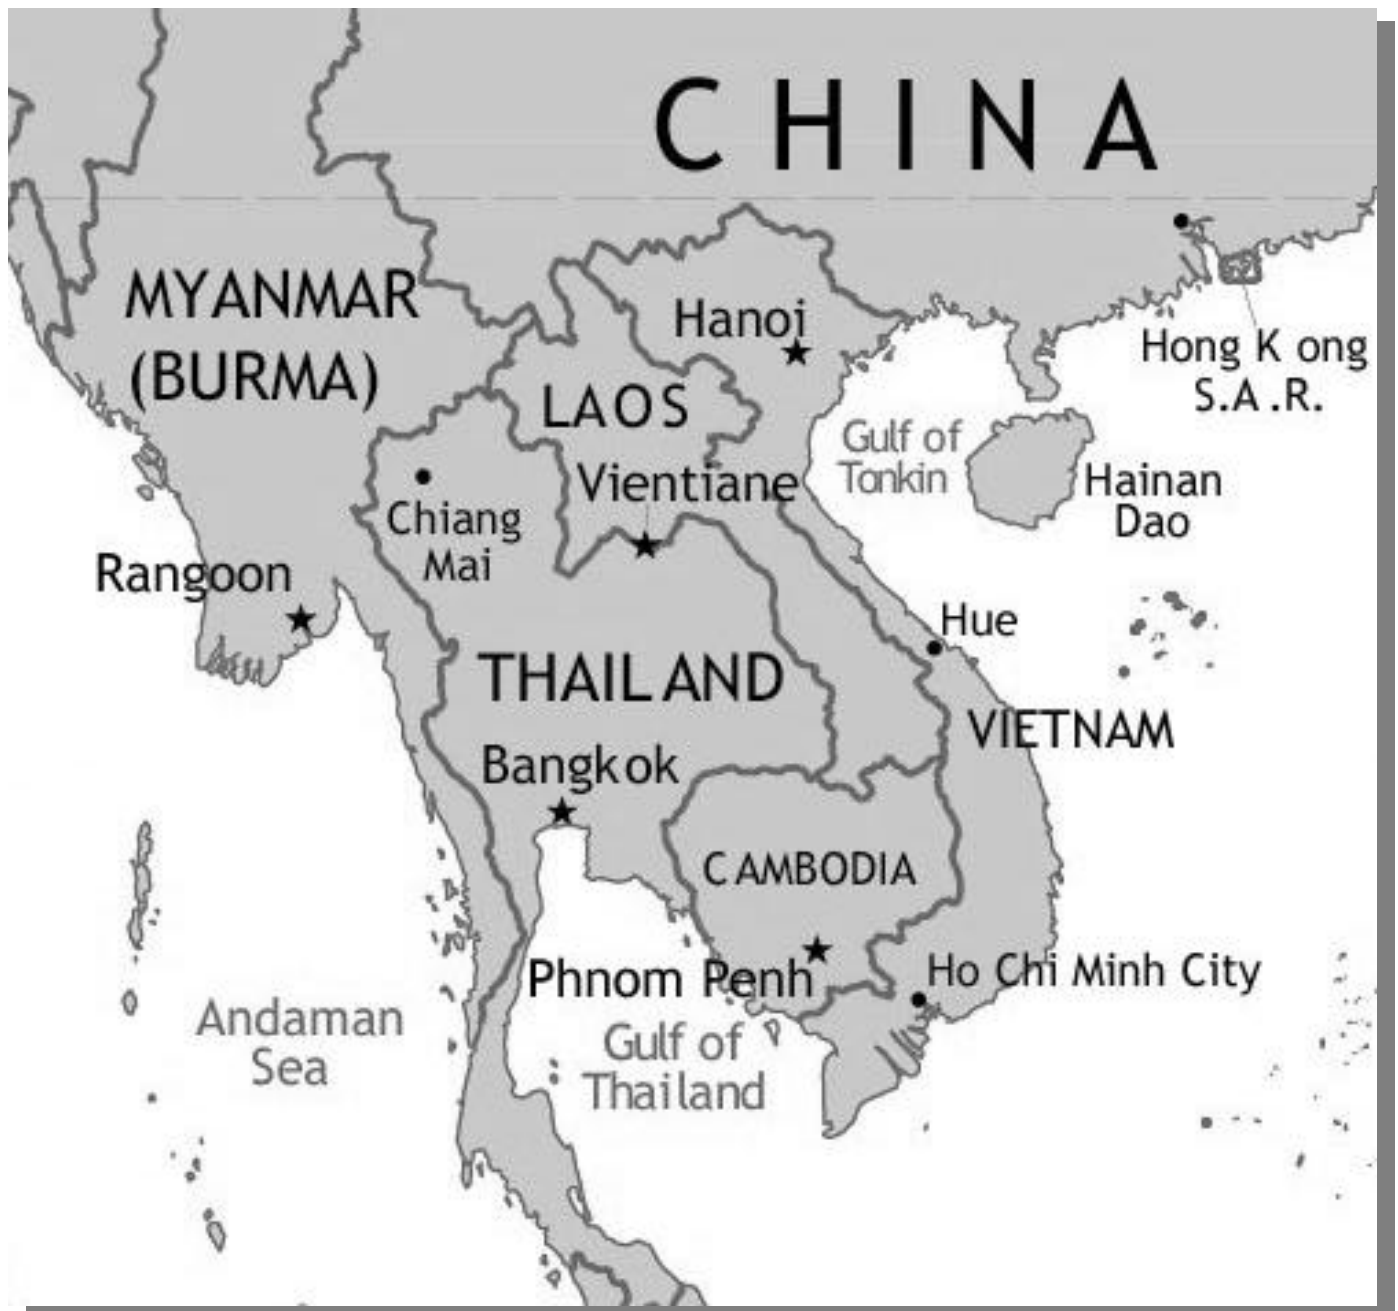 CHINA
MYANMAR
(BURMA)
Hanoi
Hong Kong
S.A.R.
LAOS
Gulf of
Tonkin
Hainan
Dao
Vientiane
Chiang
Mai
Rangoon
Hue
THAILAND
VIETNAM
Bangkok
CAMBODIA
Phnom Penh
Ho Chi Minh City
Andaman
Sea
Gulf of
Thailand